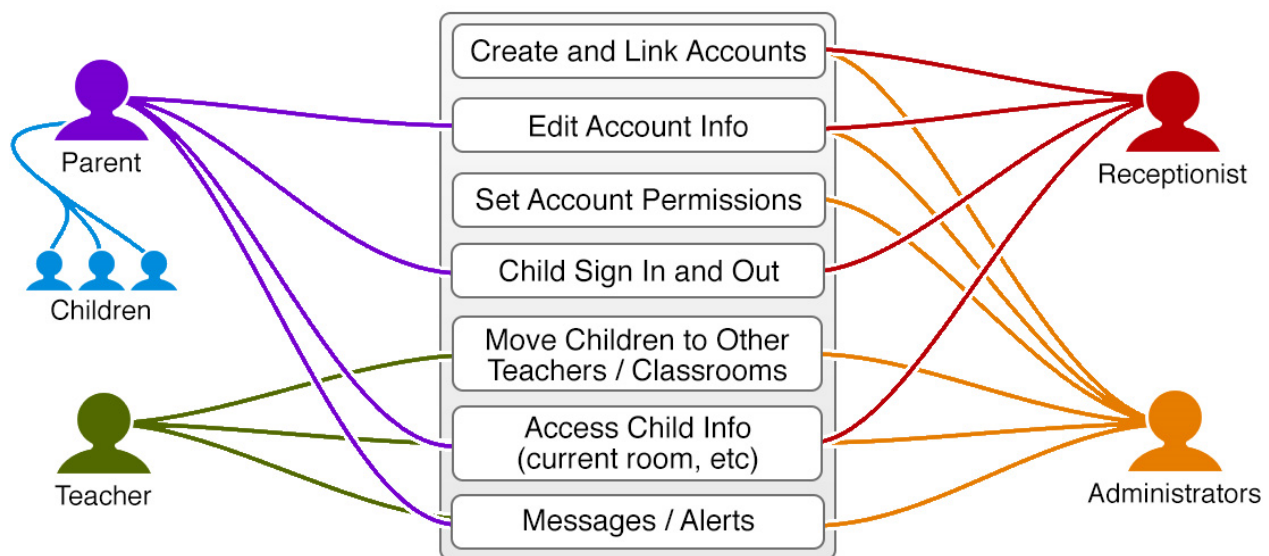 Create and Link Accounts
Edit Account Info
Set Account Permissions
Child Sign In and Out
Move Children to Other
Teachers / Classrooms
Access Child Info
(current room, etc)
Messages / Alerts
Parent
Children
Teacher
Receptionist
Administrators